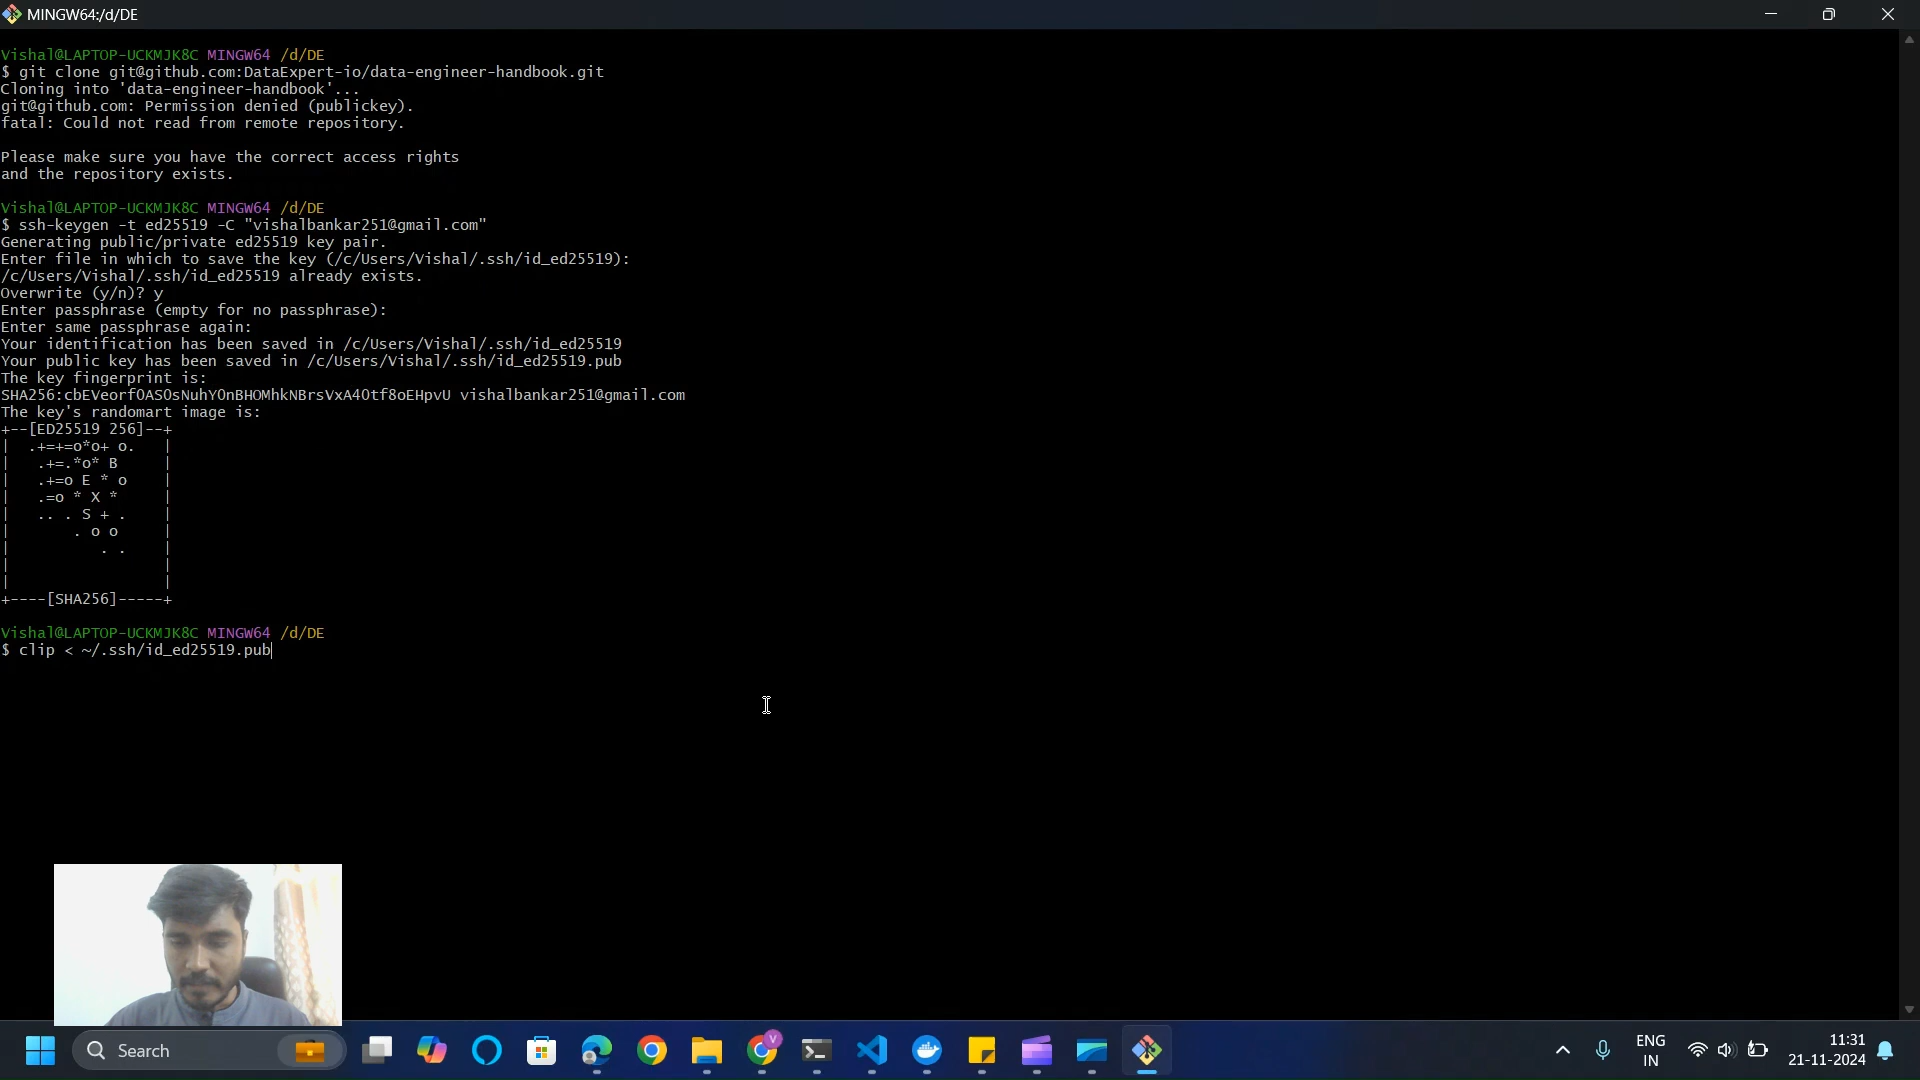 MINGW64:/d/DE
Vishal@LAPTOP-UCKMJK8C MINGW64 /d/DE
$ git clone git@github.com:DataExpert-io/data-engineer-handbook.git
Cloning into 'data-engineer-handbook'...
git@github.com: Permission denied (publickey).
fatal: Could not read from remote repository.
Please make sure you have the correct access rights
and the repository exists.
Vishal@LAPTOP-UCKMJK8C MINGW64 /d/DE
$ ssh-keygen -t ed25519 -C "vishalbankar251@gmail.com"
Generating public/private ed25519 key pair.
Enter file in which to save the key (/c/Users/Vishal/.ssh/id_ed25519):
/c/Users/Vishal/.ssh/id_ed25519 already exists.
Overwrite (y/n)? y
Enter passphrase (empty for no passphrase):
Enter same passphrase again:
Your identification has been saved in /c/Users/Vishal/.ssh/id_ed25519
Your public key has been saved in /c/Users/Vishal/.ssh/id_ed25519.pub
The key fingerprint is:
SHA256:cbEVeorfOASOsNuhYOnBHOMhkNBrsVxA4Otf8oEHpvU vishalbankar251@gmail.com
The key's randomart image is:
+--[ED25519 256]--+
|  .+=+=o*o+ o.   |
|   .+=.*o* B     |
|   .+=o E * o    |
|   .=o * X *     |
|   .. . S + .    |
|       . o o     |
|          . .    |
|                 |
|                 |
+----[SHA256]-----+
Vishal@LAPTOP-UCKMJK8C MINGW64 /d/DE
$ clip < ~/.ssh/id_ed25519.pub
Search
V
ENG
IN
11:31
21-11-2024